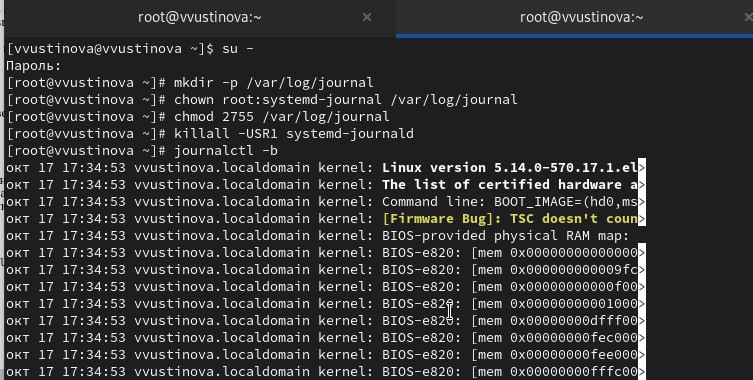 root@vvustinova:~ × root@vvustinova:~ ×
[vvustinova@vvustinova ~]$ su -
Пароль:
[root@vvustinova ~]# mkdir -p /var/log/journal
[root@vvustinova ~]# chown root:systemd-journal /var/log/journal
[root@vvustinova ~]# chmod 2755 /var/log/journal
[root@vvustinova ~]# killall -USR1 systemd-journald
[root@vvustinova ~]# journalctl -b
окт 17 17:34:53 vvustinova.localdomain kernel: Linux version 5.14.0-570.17.1.el>
окт 17 17:34:53 vvustinova.localdomain kernel: The list of certified hardware a>
окт 17 17:34:53 vvustinova.localdomain kernel: Command line: BOOT_IMAGE=(hd0,ms>
окт 17 17:34:53 vvustinova.localdomain kernel: [Firmware Bug]: TSC doesn't coun>
окт 17 17:34:53 vvustinova.localdomain kernel: BIOS-provided physical RAM map:
окт 17 17:34:53 vvustinova.localdomain kernel: BIOS-e820: [mem 0x00000000000000>
окт 17 17:34:53 vvustinova.localdomain kernel: BIOS-e820: [mem 0x000000000009fc>
окт 17 17:34:53 vvustinova.localdomain kernel: BIOS-e820: [mem 0x00000000000f00>
окт 17 17:34:53 vvustinova.localdomain kernel: BIOS-e820: [mem 0x00000000001000>
окт 17 17:34:53 vvustinova.localdomain kernel: BIOS-e820: [mem 0x00000000dfff00>
окт 17 17:34:53 vvustinova.localdomain kernel: BIOS-e820: [mem 0x00000000fec000>
окт 17 17:34:53 vvustinova.localdomain kernel: BIOS-e820: [mem 0x00000000fee000>
окт 17 17:34:53 vvustinova.localdomain kernel: BIOS-e820: [mem 0x00000000fffc00>